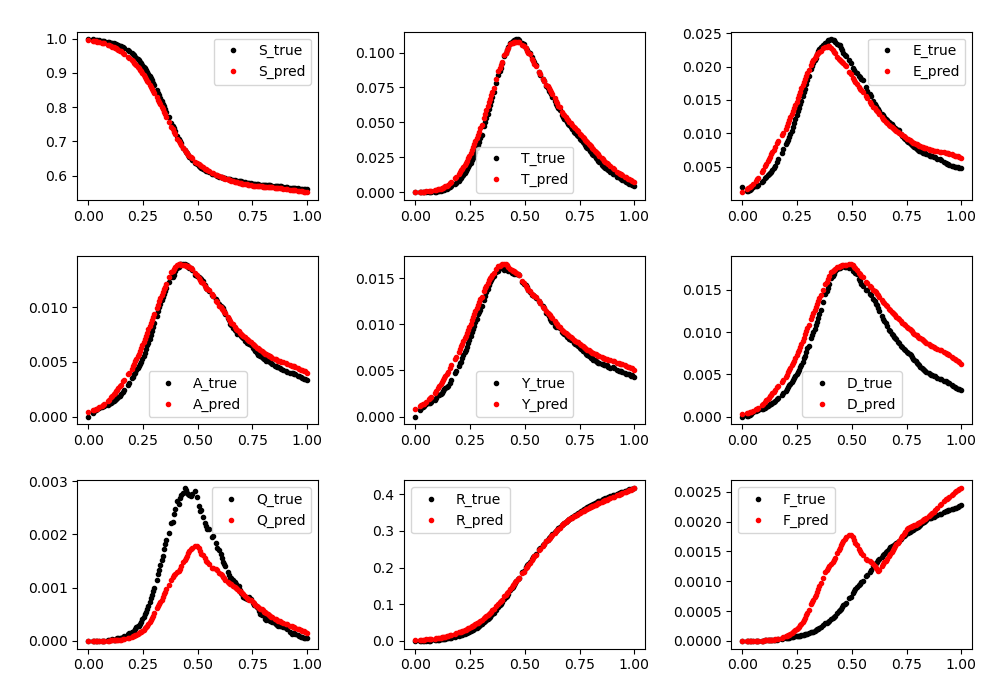 1.0
0.9
0.8
0.7
0.6
0.00 0.25 0.50 0.75 1.00
S_true
S_pred
0.100
0.075
0.050
0.025
0.000
0.00 0.25 0.50 0.75 1.00
T_true
T_pred
0.025
0.020
0.015
0.010
0.005
0.00 0.25 0.50 0.75 1.00
E_true
E_pred
0.010
0.005
0.000
0.00 0.25 0.50 0.75 1.00
A_true
A_pred
0.015
0.010
0.005
0.000
0.00 0.25 0.50 0.75 1.00
Y_true
Y_pred
0.015
0.010
0.005
0.000
0.00 0.25 0.50 0.75 1.00
D_true
D_pred
0.003
0.002
0.001
0.000
0.00 0.25 0.50 0.75 1.00
Q_true
Q_pred
0.4
0.3
0.2
0.1
0.0
0.00 0.25 0.50 0.75 1.00
R_true
R_pred
0.0025
0.0020
0.0015
0.0010
0.0005
0.0000
0.00 0.25 0.50 0.75 1.00
F_true
F_pred